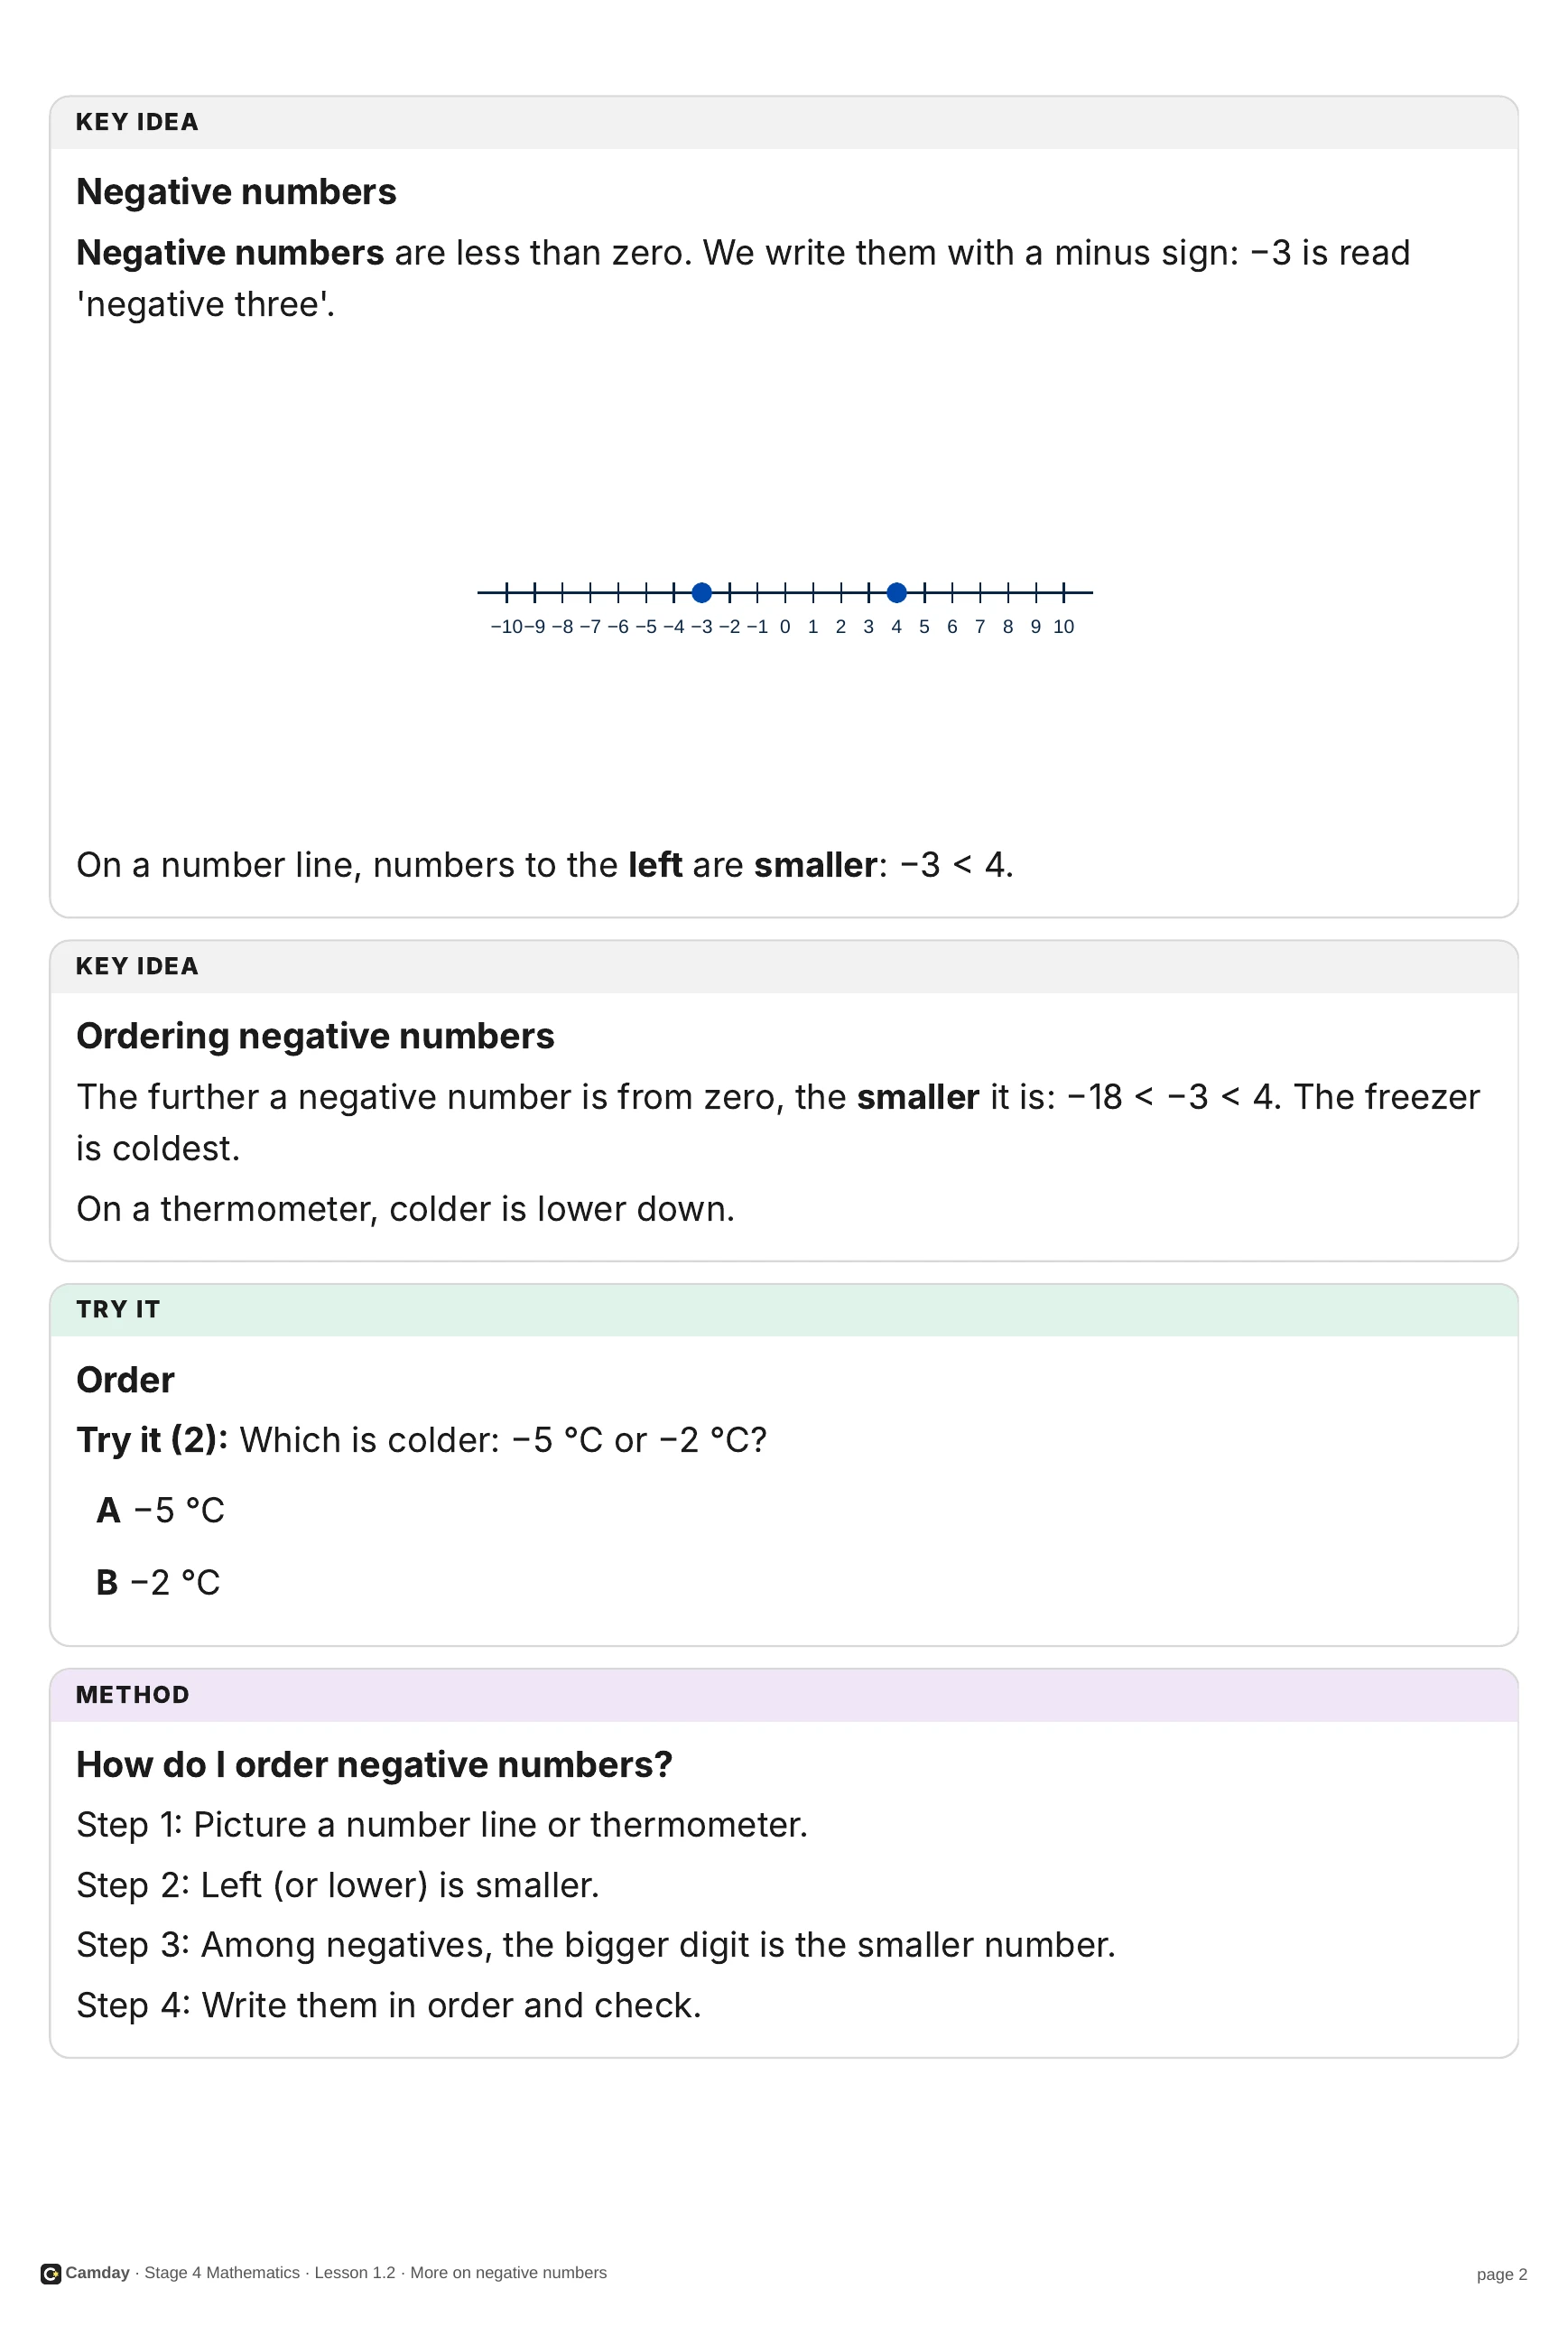 KEY IDEA
Negative numbers
Negative numbers are less than zero. We write them with a minus sign: −3 is read
'negative three'.
−10 −9 −8 −7 −6 −5 −4 −3 −2 −1 0 1 2 3 4 5 6 7 8 9 10
On a number line, numbers to the left are smaller: −3 < 4.
KEY IDEA
Ordering negative numbers
The further a negative number is from zero, the smaller it is: −18 < −3 < 4. The freezer
is coldest.
On a thermometer, colder is lower down.
TRY IT
Order
Try it (2): Which is colder: −5 °C or −2 °C?
A −5 °C
B −2 °C
METHOD
How do I order negative numbers?
Step 1: Picture a number line or thermometer.
Step 2: Left (or lower) is smaller.
Step 3: Among negatives, the bigger digit is the smaller number.
Step 4: Write them in order and check.
Camday · Stage 4 Mathematics · Lesson 1.2 · More on negative numbers
page 2